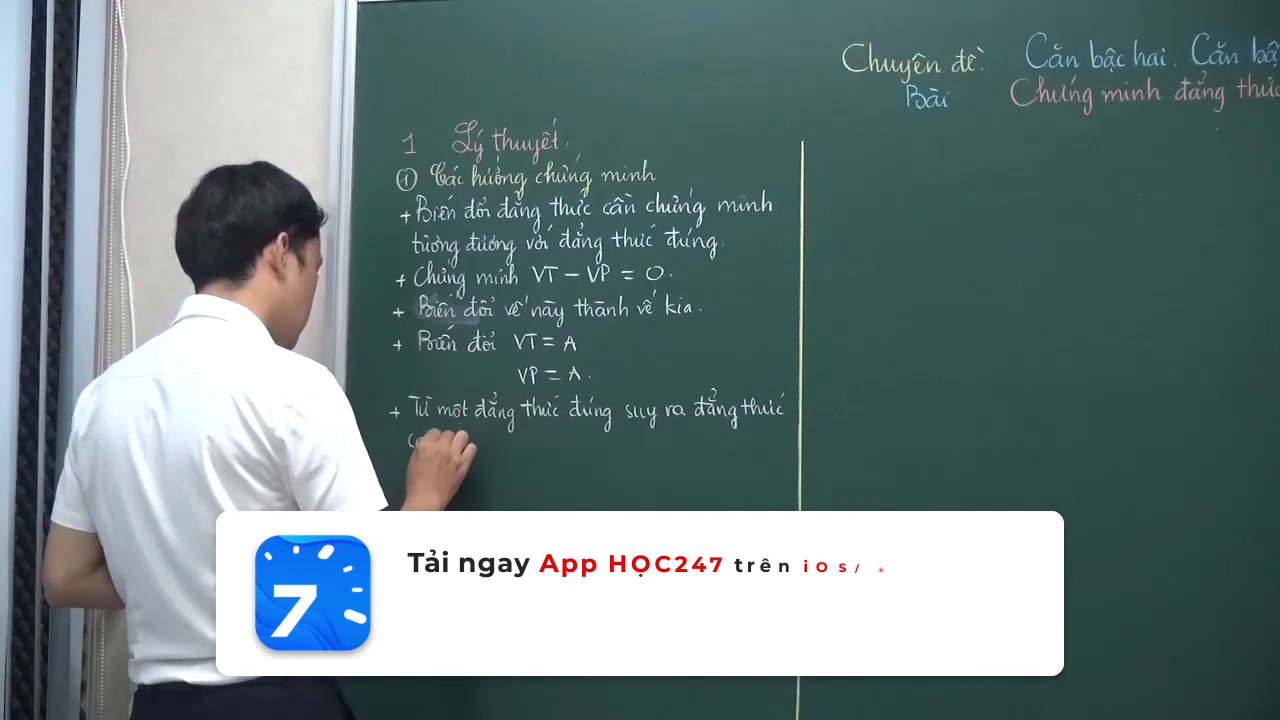 Chuyên đề: Căn bậc hai. Căn bậ
Bài Chứng minh đẳng thức
1 Lý thuyết.
① Các hướng chứng minh
+ Biến đổi đẳng thức cần chứng minh
tương đương với đẳng thức đúng.
+ Chứng minh VT - VP = 0.
+ Biến đổi vế này thành vế kia.
+ Biến đổi VT = A
VP = A.
+ Từ một đẳng thức đúng suy ra đẳng thức
7
Tải ngay App HỌC247 trên iOs/